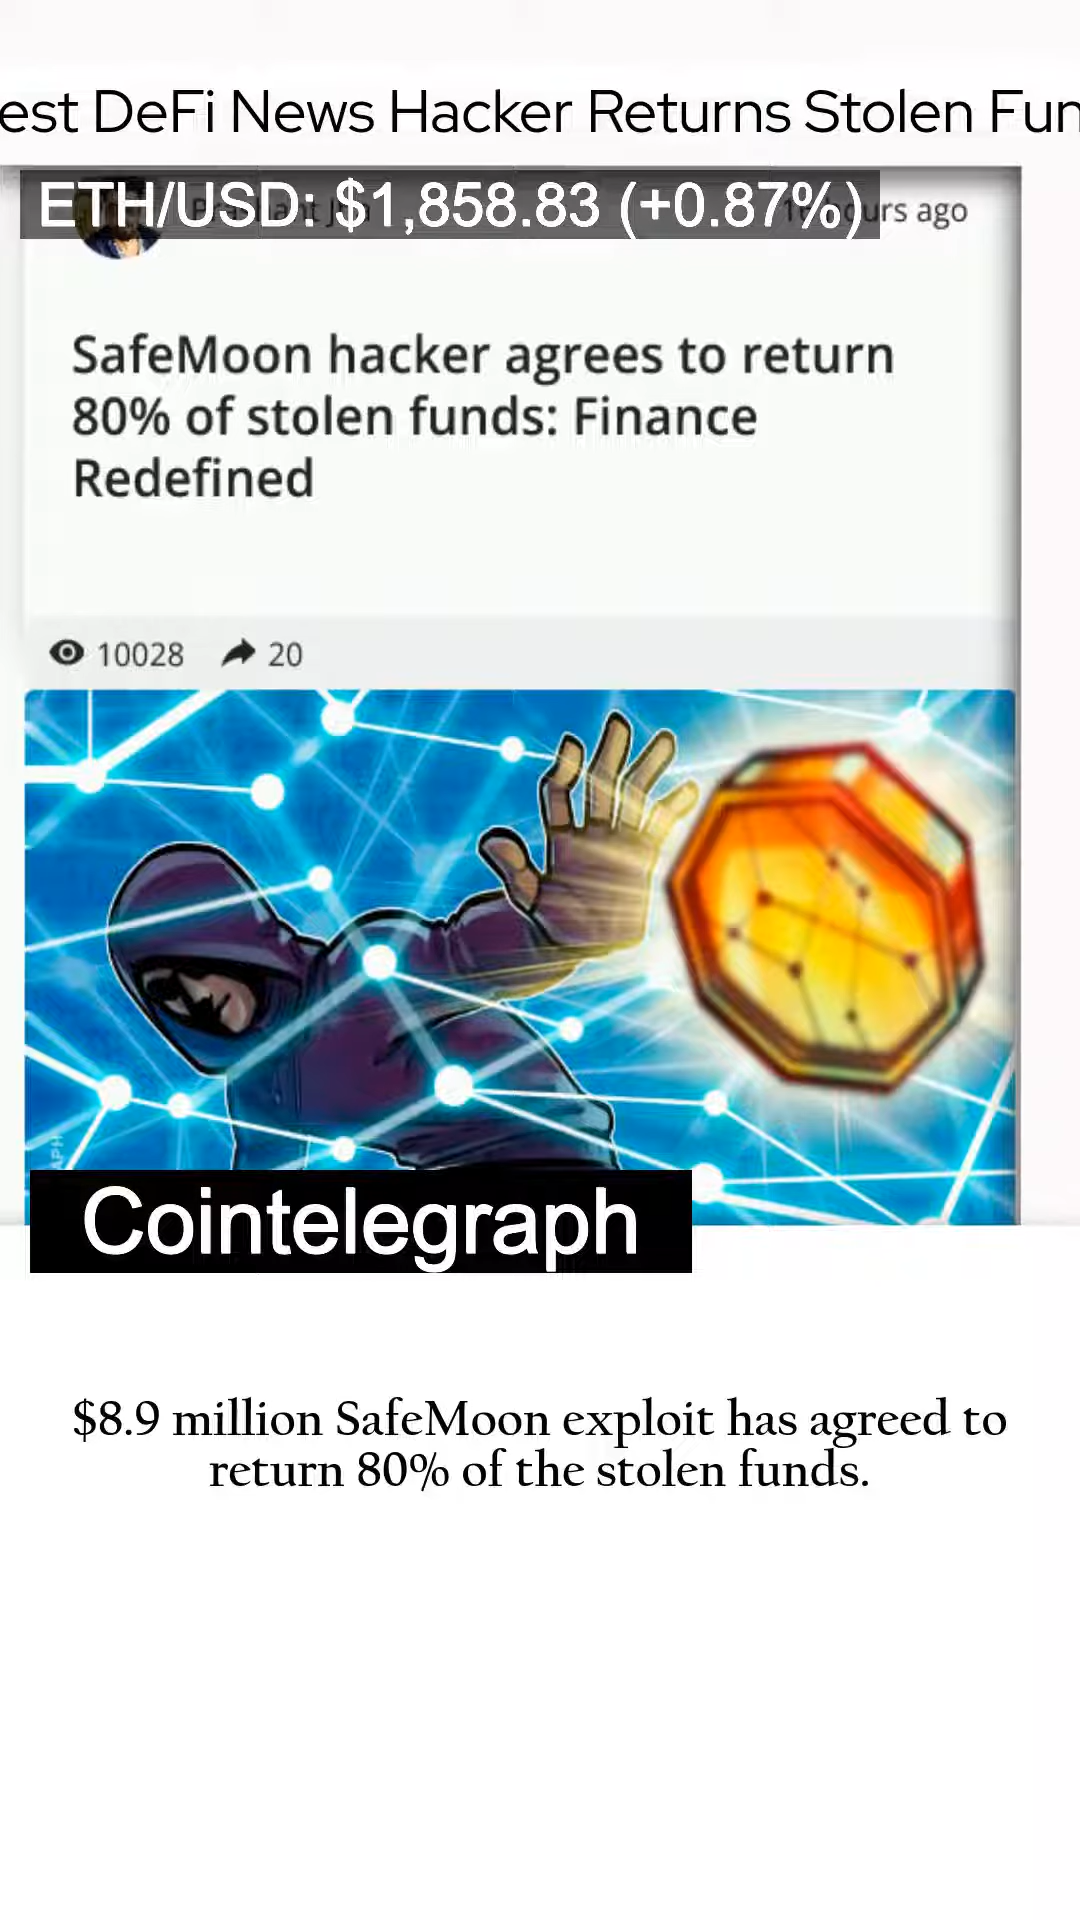 est DeFi News Hacker Returns Stolen Fun
ETH/USD: $1,858.83 (+0.87%)
hours ago
SafeMoon hacker agrees to return
80% of stolen funds: Finance
Redefined
10028 20
Cointelegraph
$8.9 million SafeMoon exploit has agreed to
return 80% of the stolen funds.